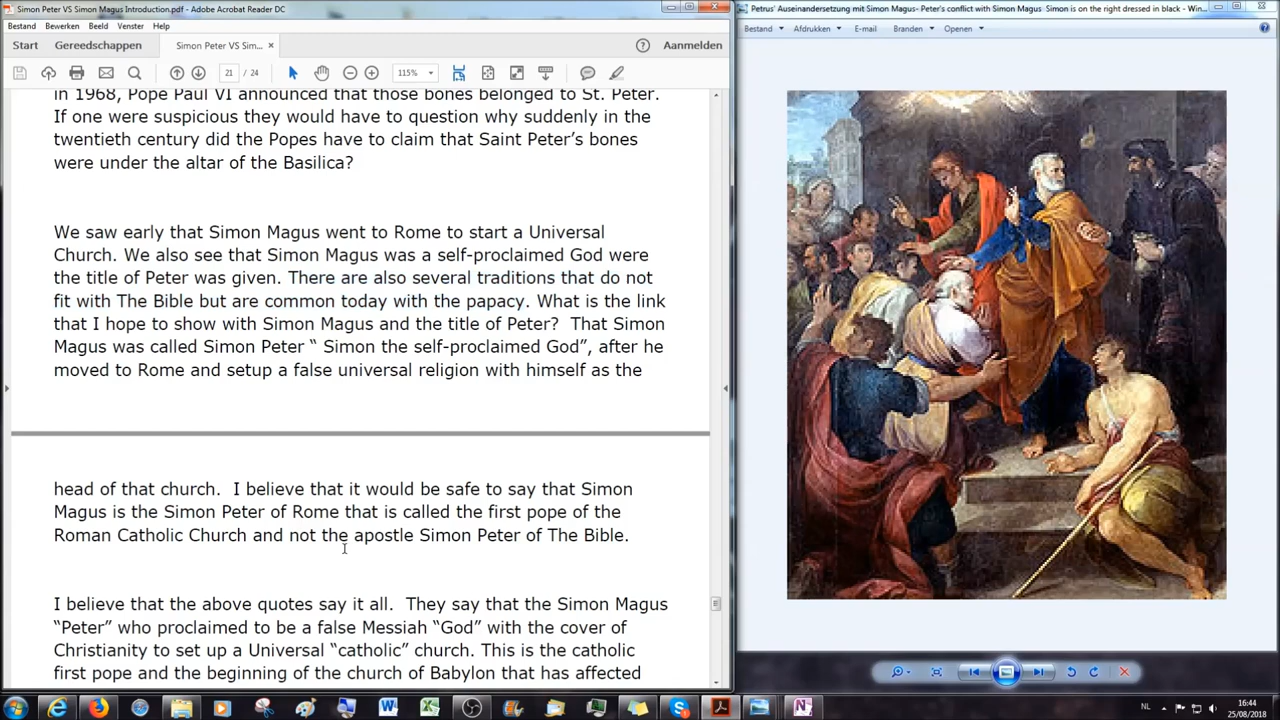 Simon Peter VS Simon Magus Introduction.pdf - Adobe Acrobat Reader DC
Bestand Bewerken Beeld Venster Help
Start Gereedschappen Simon Peter VS Sim... × Aanmelden
21 / 24 115%
in 1968, Pope Paul VI announced that those bones belonged to St. Peter.
If one were suspicious they would have to question why suddenly in the
twentieth century did the Popes have to claim that Saint Peter's bones
were under the altar of the Basilica?
We saw early that Simon Magus went to Rome to start a Universal
Church. We also see that Simon Magus was a self-proclaimed God were
the title of Peter was given. There are also several traditions that do not
fit with The Bible but are common today with the papacy. What is the link
that I hope to show with Simon Magus and the title of Peter? That Simon
Magus was called Simon Peter “ Simon the self-proclaimed God”, after he
moved to Rome and setup a false universal religion with himself as the
head of that church. I believe that it would be safe to say that Simon
Magus is the Simon Peter of Rome that is called the first pope of the
Roman Catholic Church and not the apostle Simon Peter of The Bible.
I believe that the above quotes say it all. They say that the Simon Magus
“Peter” who proclaimed to be a false Messiah “God” with the cover of
Christianity to set up a Universal “catholic” church. This is the catholic
first pope and the beginning of the church of Babylon that has affected
Petrus' Auseinandersetzung mit Simon Magus- Peter's conflict with Simon Magus Simon is on the right dressed in black - Win...
Bestand Afdrukken E-mail Branden Openen
NL 16:44
25/08/2018